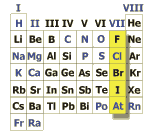 I VIII
H II III IV V VI VII He
Li Be B C N O F Ne
Na Mg Al Si P S Cl Ar
K Ca Ga Ge As Se Br Kr
Rb Sr In Sn Sb Te I Xe
Cs Ba Tl Pb Bi Po At Rn
Fr Ra